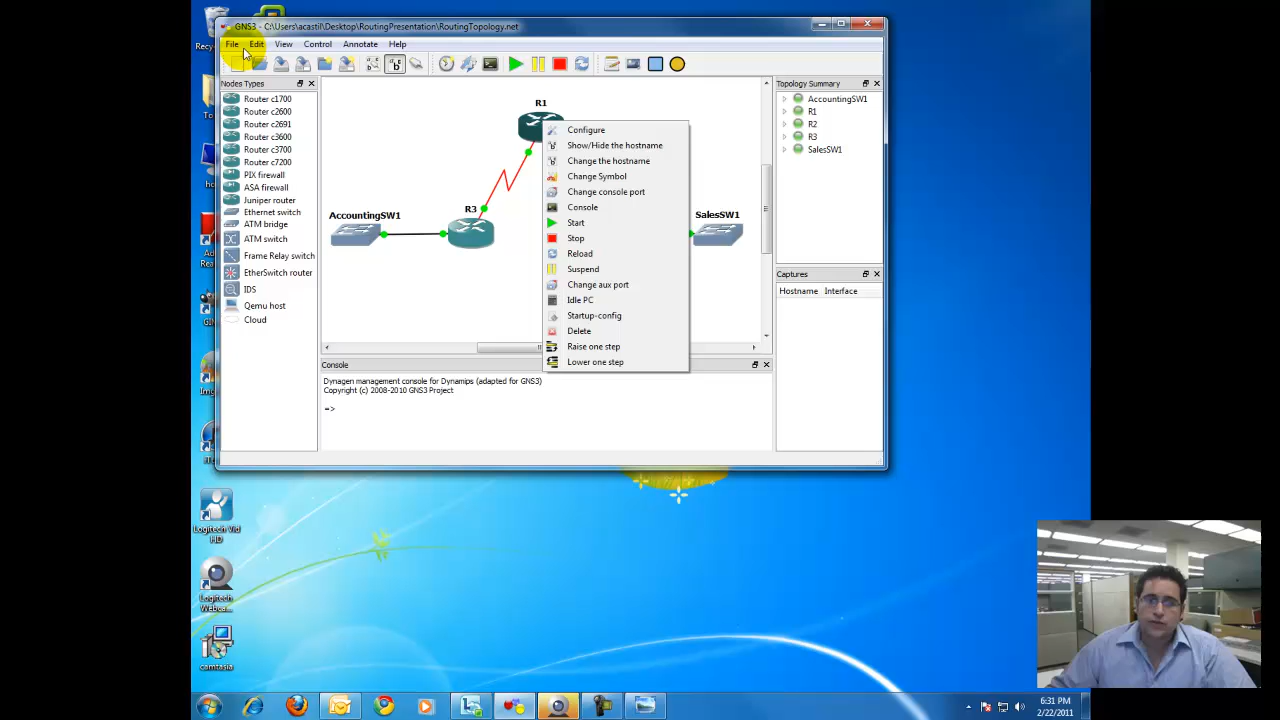 GNS3 - C:\Users\acastil\Desktop\RoutingPresentation\RoutingTopology.net
File Edit View Control Annotate Help
Nodes Types
Router c1700
Router c2600
Router c2691
Router c3600
Router c3700
Router c7200
PIX firewall
ASA firewall
Juniper router
Ethernet switch
ATM bridge
ATM switch
Frame Relay switch
EtherSwitch router
IDS
Qemu host
Cloud
R1
AccountingSW1
R3
SalesSW1
Configure
Show/Hide the hostname
Change the hostname
Change Symbol
Change console port
Console
Start
Stop
Reload
Suspend
Change aux port
Idle PC
Startup-config
Delete
Raise one step
Lower one step
Topology Summary
AccountingSW1
R1
R2
R3
SalesSW1
Captures
Hostname Interface
Console
Dynagen management console for Dynamips (adapted for GNS3)
Copyright (c) 2008-2010 GNS3 Project
=>
Logitech Vid
HD
Logitech
Webca...
camtasia
6:31 PM
2/22/2011